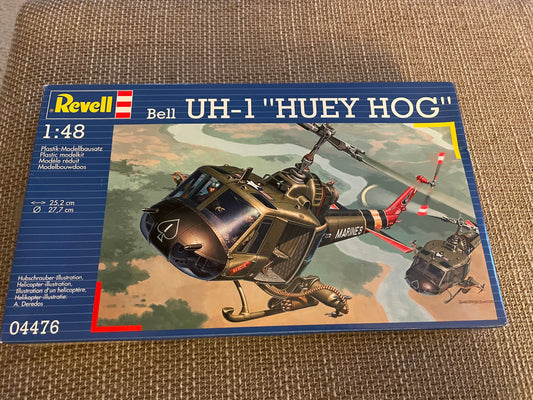 Revell
Bell UH-1 "HUEY HOG"
1:48
Plastik-Modellbausatz
Plastic modelkit
Modèle réduit
Modelbouwdoos
25,2 cm
Ø 27,7 cm
Hubschrauber-Illustration,
Helicopter-illustration,
Illustration d'un helicoptère,
Helikopter-illustratie:
A. Deredos
04476
MARINES